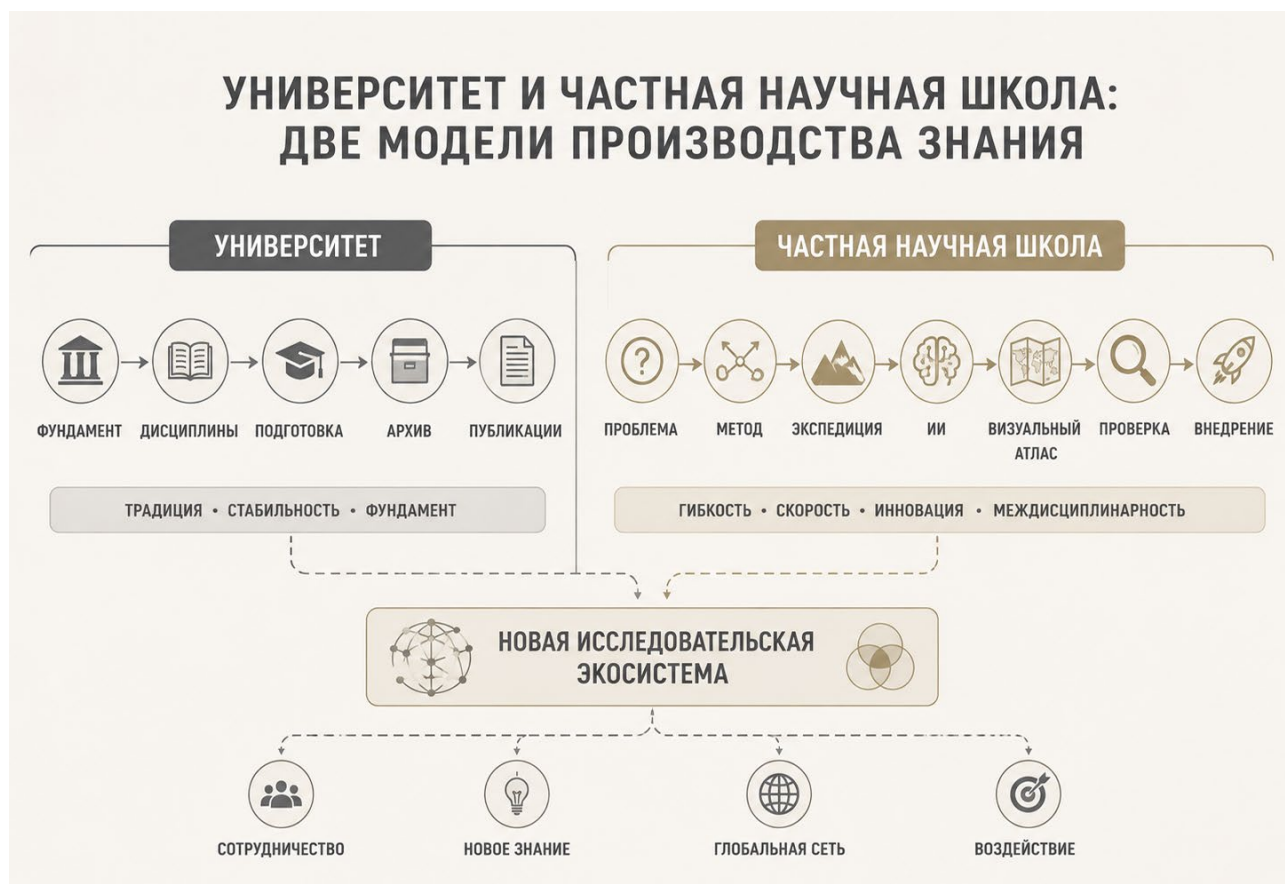 УНИВЕРСИТЕТ И ЧАСТНАЯ НАУЧНАЯ ШКОЛА:
ДВЕ МОДЕЛИ ПРОИЗВОДСТВА ЗНАНИЯ
УНИВЕРСИТЕТ
ФУНДАМЕНТ
ДИСЦИПЛИНЫ
ПОДГОТОВКА
АРХИВ
ПУБЛИКАЦИИ
ТРАДИЦИЯ • СТАБИЛЬНОСТЬ • ФУНДАМЕНТ
ЧАСТНАЯ НАУЧНАЯ ШКОЛА
ПРОБЛЕМА
МЕТОД
ЭКСПЕДИЦИЯ
ИИ
ВИЗУАЛЬНЫЙ
АТЛАС
ПРОВЕРКА
ВНЕДРЕНИЕ
ГИБКОСТЬ • СКОРОСТЬ • ИННОВАЦИЯ • МЕЖДИСЦИПЛИНАРНОСТЬ
НОВАЯ ИССЛЕДОВАТЕЛЬСКАЯ
ЭКОСИСТЕМА
СОТРУДНИЧЕСТВО
НОВОЕ ЗНАНИЕ
ГЛОБАЛЬНАЯ СЕТЬ
ВОЗДЕЙСТВИЕ